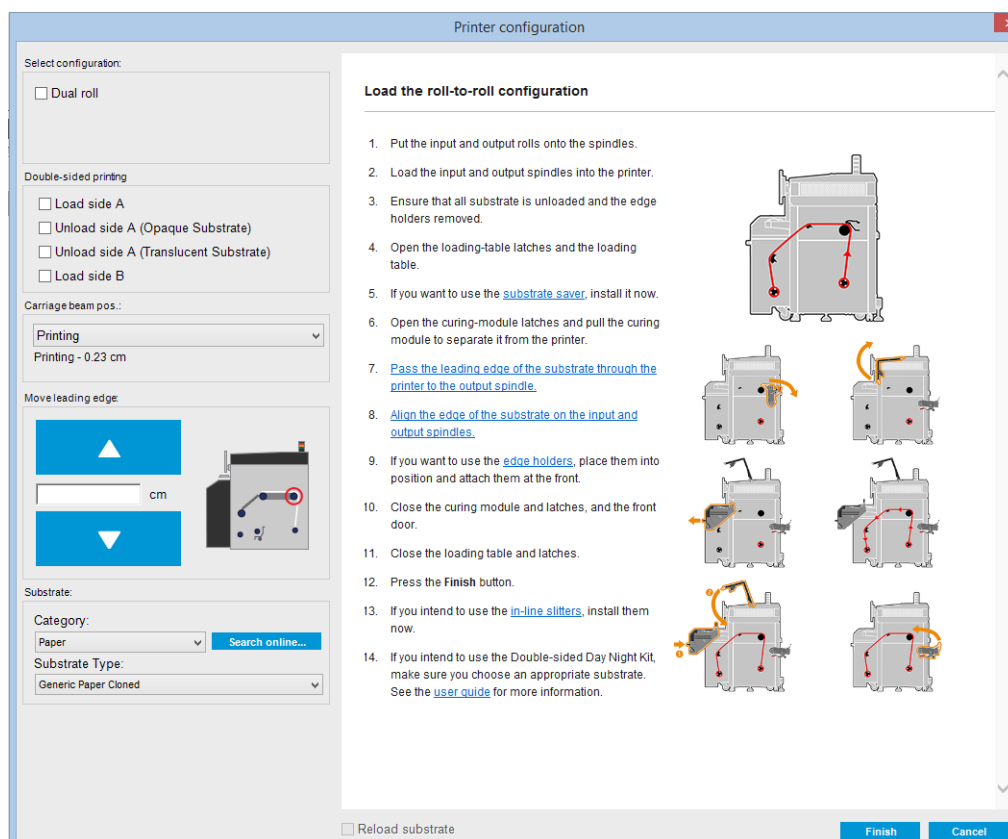 Printer configuration
Select configuration:
Dual roll
Double-sided printing
Load side A
Unload side A (Opaque Substrate)
Unload side A (Translucent Substrate)
Load side B
Carriage beam pos.:
Printing
Printing - 0.23 cm
Move leading edge:
cm
Substrate:
Category:
Paper
Search online...
Substrate Type:
Generic Paper Cloned
Load the roll-to-roll configuration
1. Put the input and output rolls onto the spindles.
2. Load the input and output spindles into the printer.
3. Ensure that all substrate is unloaded and the edge
holders removed.
4. Open the loading-table latches and the loading
table.
5. If you want to use the substrate saver, install it now.
6. Open the curing-module latches and pull the curing
module to separate it from the printer.
7. Pass the leading edge of the substrate through the
printer to the output spindle.
8. Align the edge of the substrate on the input and
output spindles.
9. If you want to use the edge holders, place them into
position and attach them at the front.
10. Close the curing module and latches, and the front
door.
11. Close the loading table and latches.
12. Press the Finish button.
13. If you intend to use the in-line slitters, install them
now.
14. If you intend to use the Double-sided Day Night Kit,
make sure you choose an appropriate substrate.
See the user guide for more information.
2
1
Reload substrate
Finish
Cancel